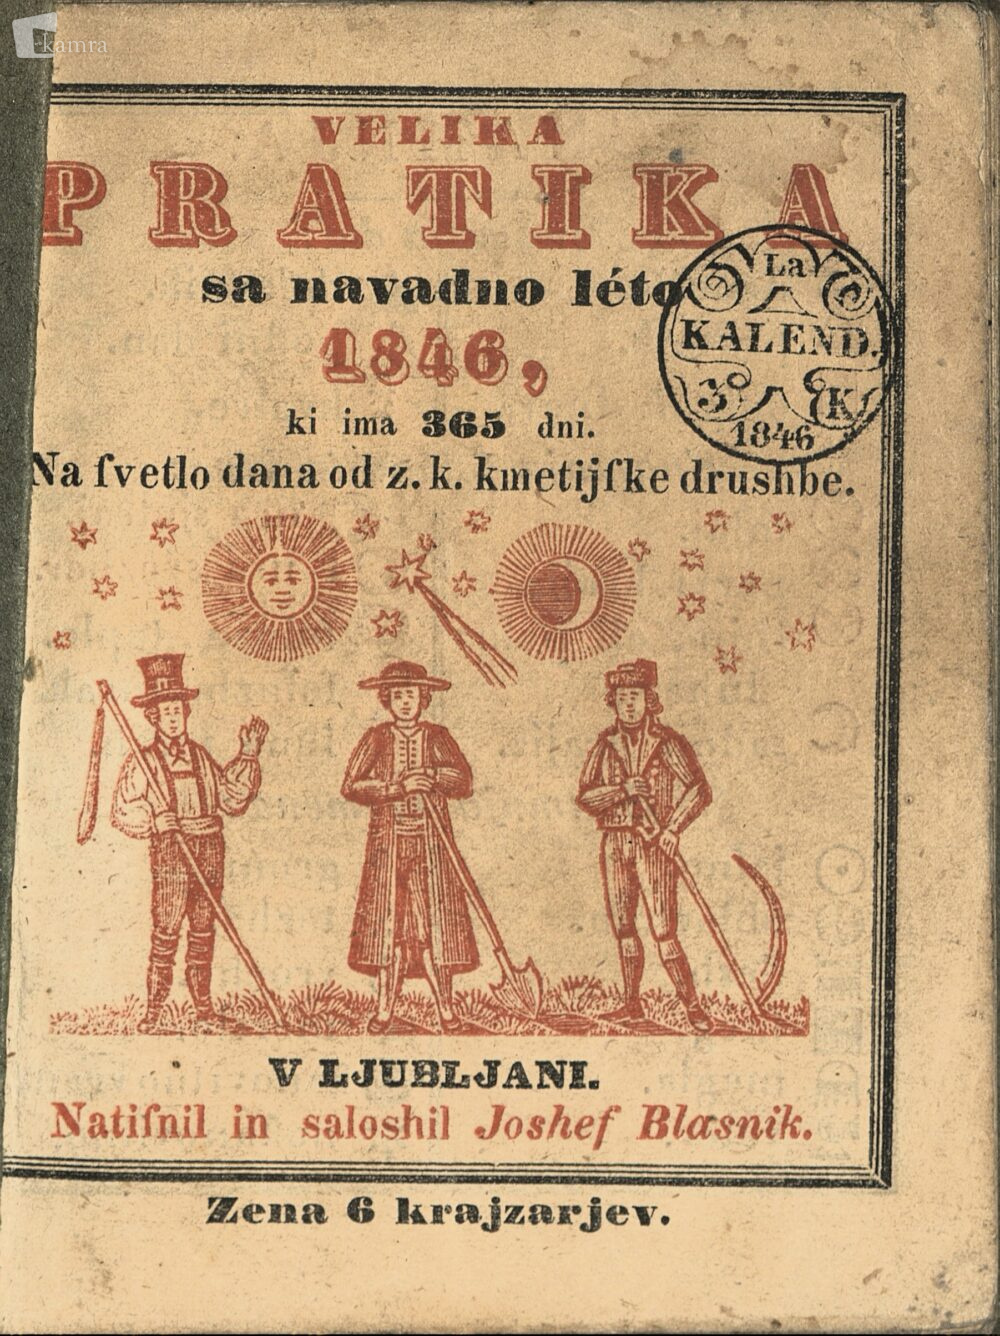 kamra
VELIKA
PRATIKA
sa navadno léto
1846,
ki ima 365 dni.
Na ſvetlo dana od z. k. kmetijſke drushbe.
La
KALEND.
3
K
1846
V LJUBLJANI.
Natiſnil in saloshil Joshef Blasnik.
Zena 6 krajzarjev.